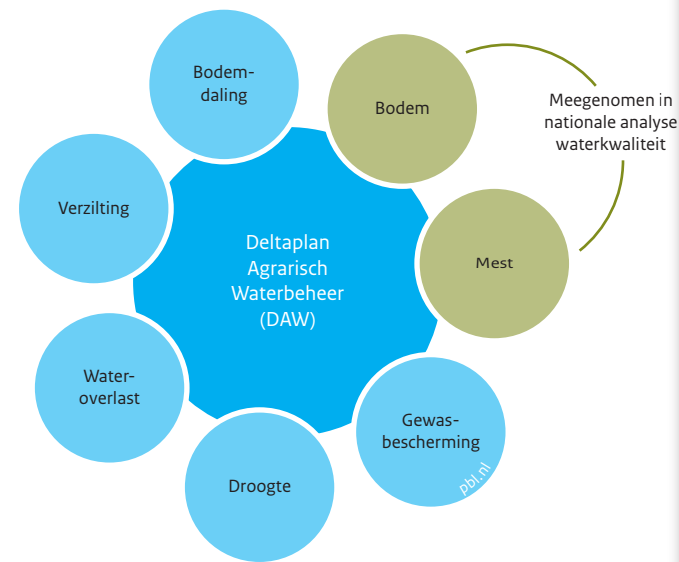 Bodem-
daling
Bodem
Meegenomen in
nationale analyse
waterkwaliteit
Verzilting
Deltaplan
Agrarisch
Waterbeheer
(DAW)
Mest
Water-
overlast
Gewas-
bescherming
Droogte
pbl.nl